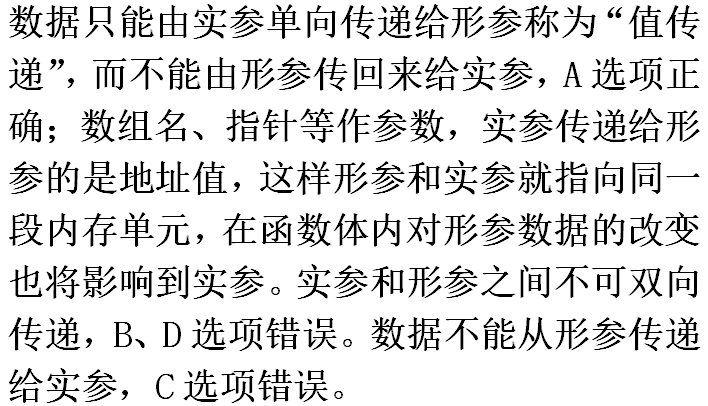 数据只能由实参单向传递给形参称为“值传
递”，而不能由形参传回来给实参，A选项正
确；数组名、指针等作参数，实参传递给形
参的是地址值，这样形参和实参就指向同一
段内存单元，在函数体内对形参数据的改变
也将影响到实参。实参和形参之间不可双向
传递，B、D选项错误。数据不能从形参传递
给实参，C选项错误。